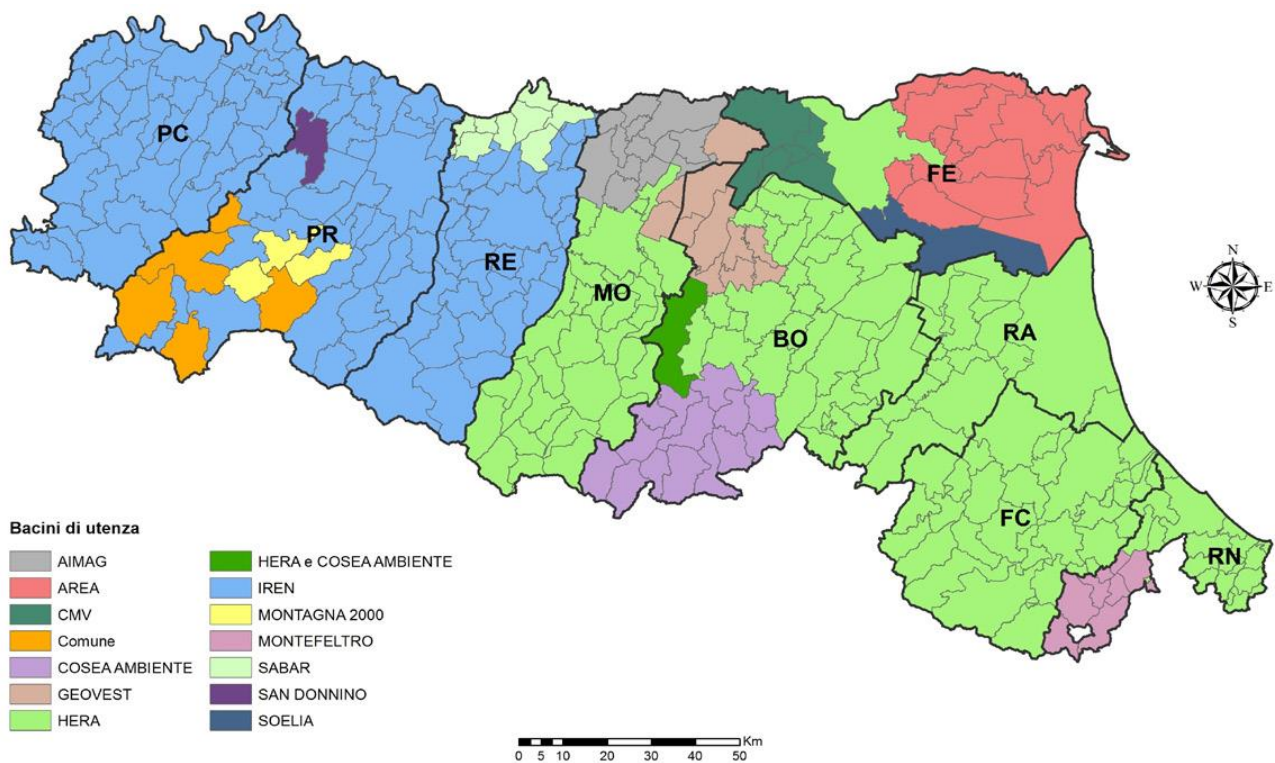 PC
PR
RE
MO
BO
FE
RA
FC
RN
N
W E
S
Bacini di utenza
AIMAG
AREA
CMV
Comune
COSEA AMBIENTE
GEOVEST
HERA
HERA e COSEA AMBIENTE
IREN
MONTAGNA 2000
MONTEFELTRO
SABAR
SAN DONNINO
SOELIA
Km
0 5 10 20 30 40 50